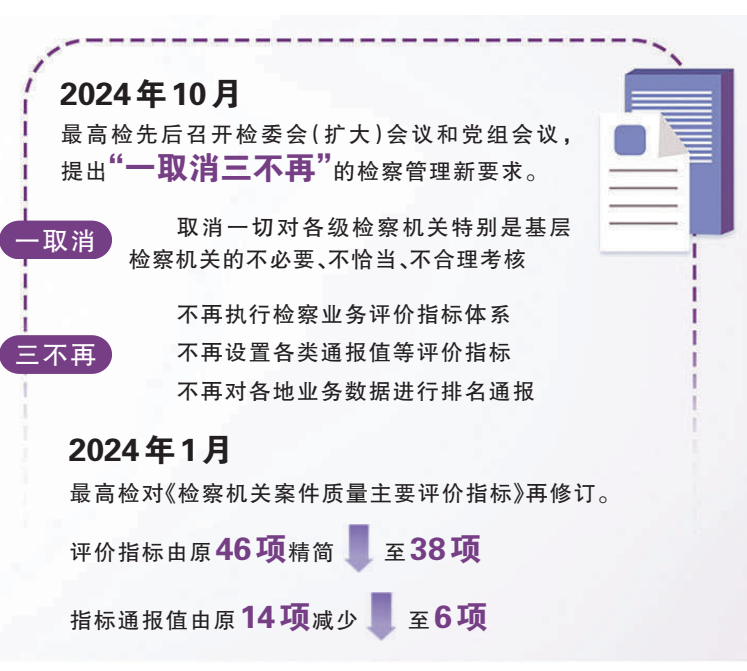 2024年10月
最高检先后召开检委会(扩大)会议和党组会议，
提出“一取消三不再”的检察管理新要求。
一取消
取消一切对各级检察机关特别是基层
检察机关的不必要、不恰当、不合理考核
不再执行检察业务评价指标体系
三不再
不再设置各类通报值等评价指标
不再对各地业务数据进行排名通报
2024年1月
最高检对《检察机关案件质量主要评价指标》再修订。
评价指标由原46项精简 至38项
指标通报值由原14项减少 至6项